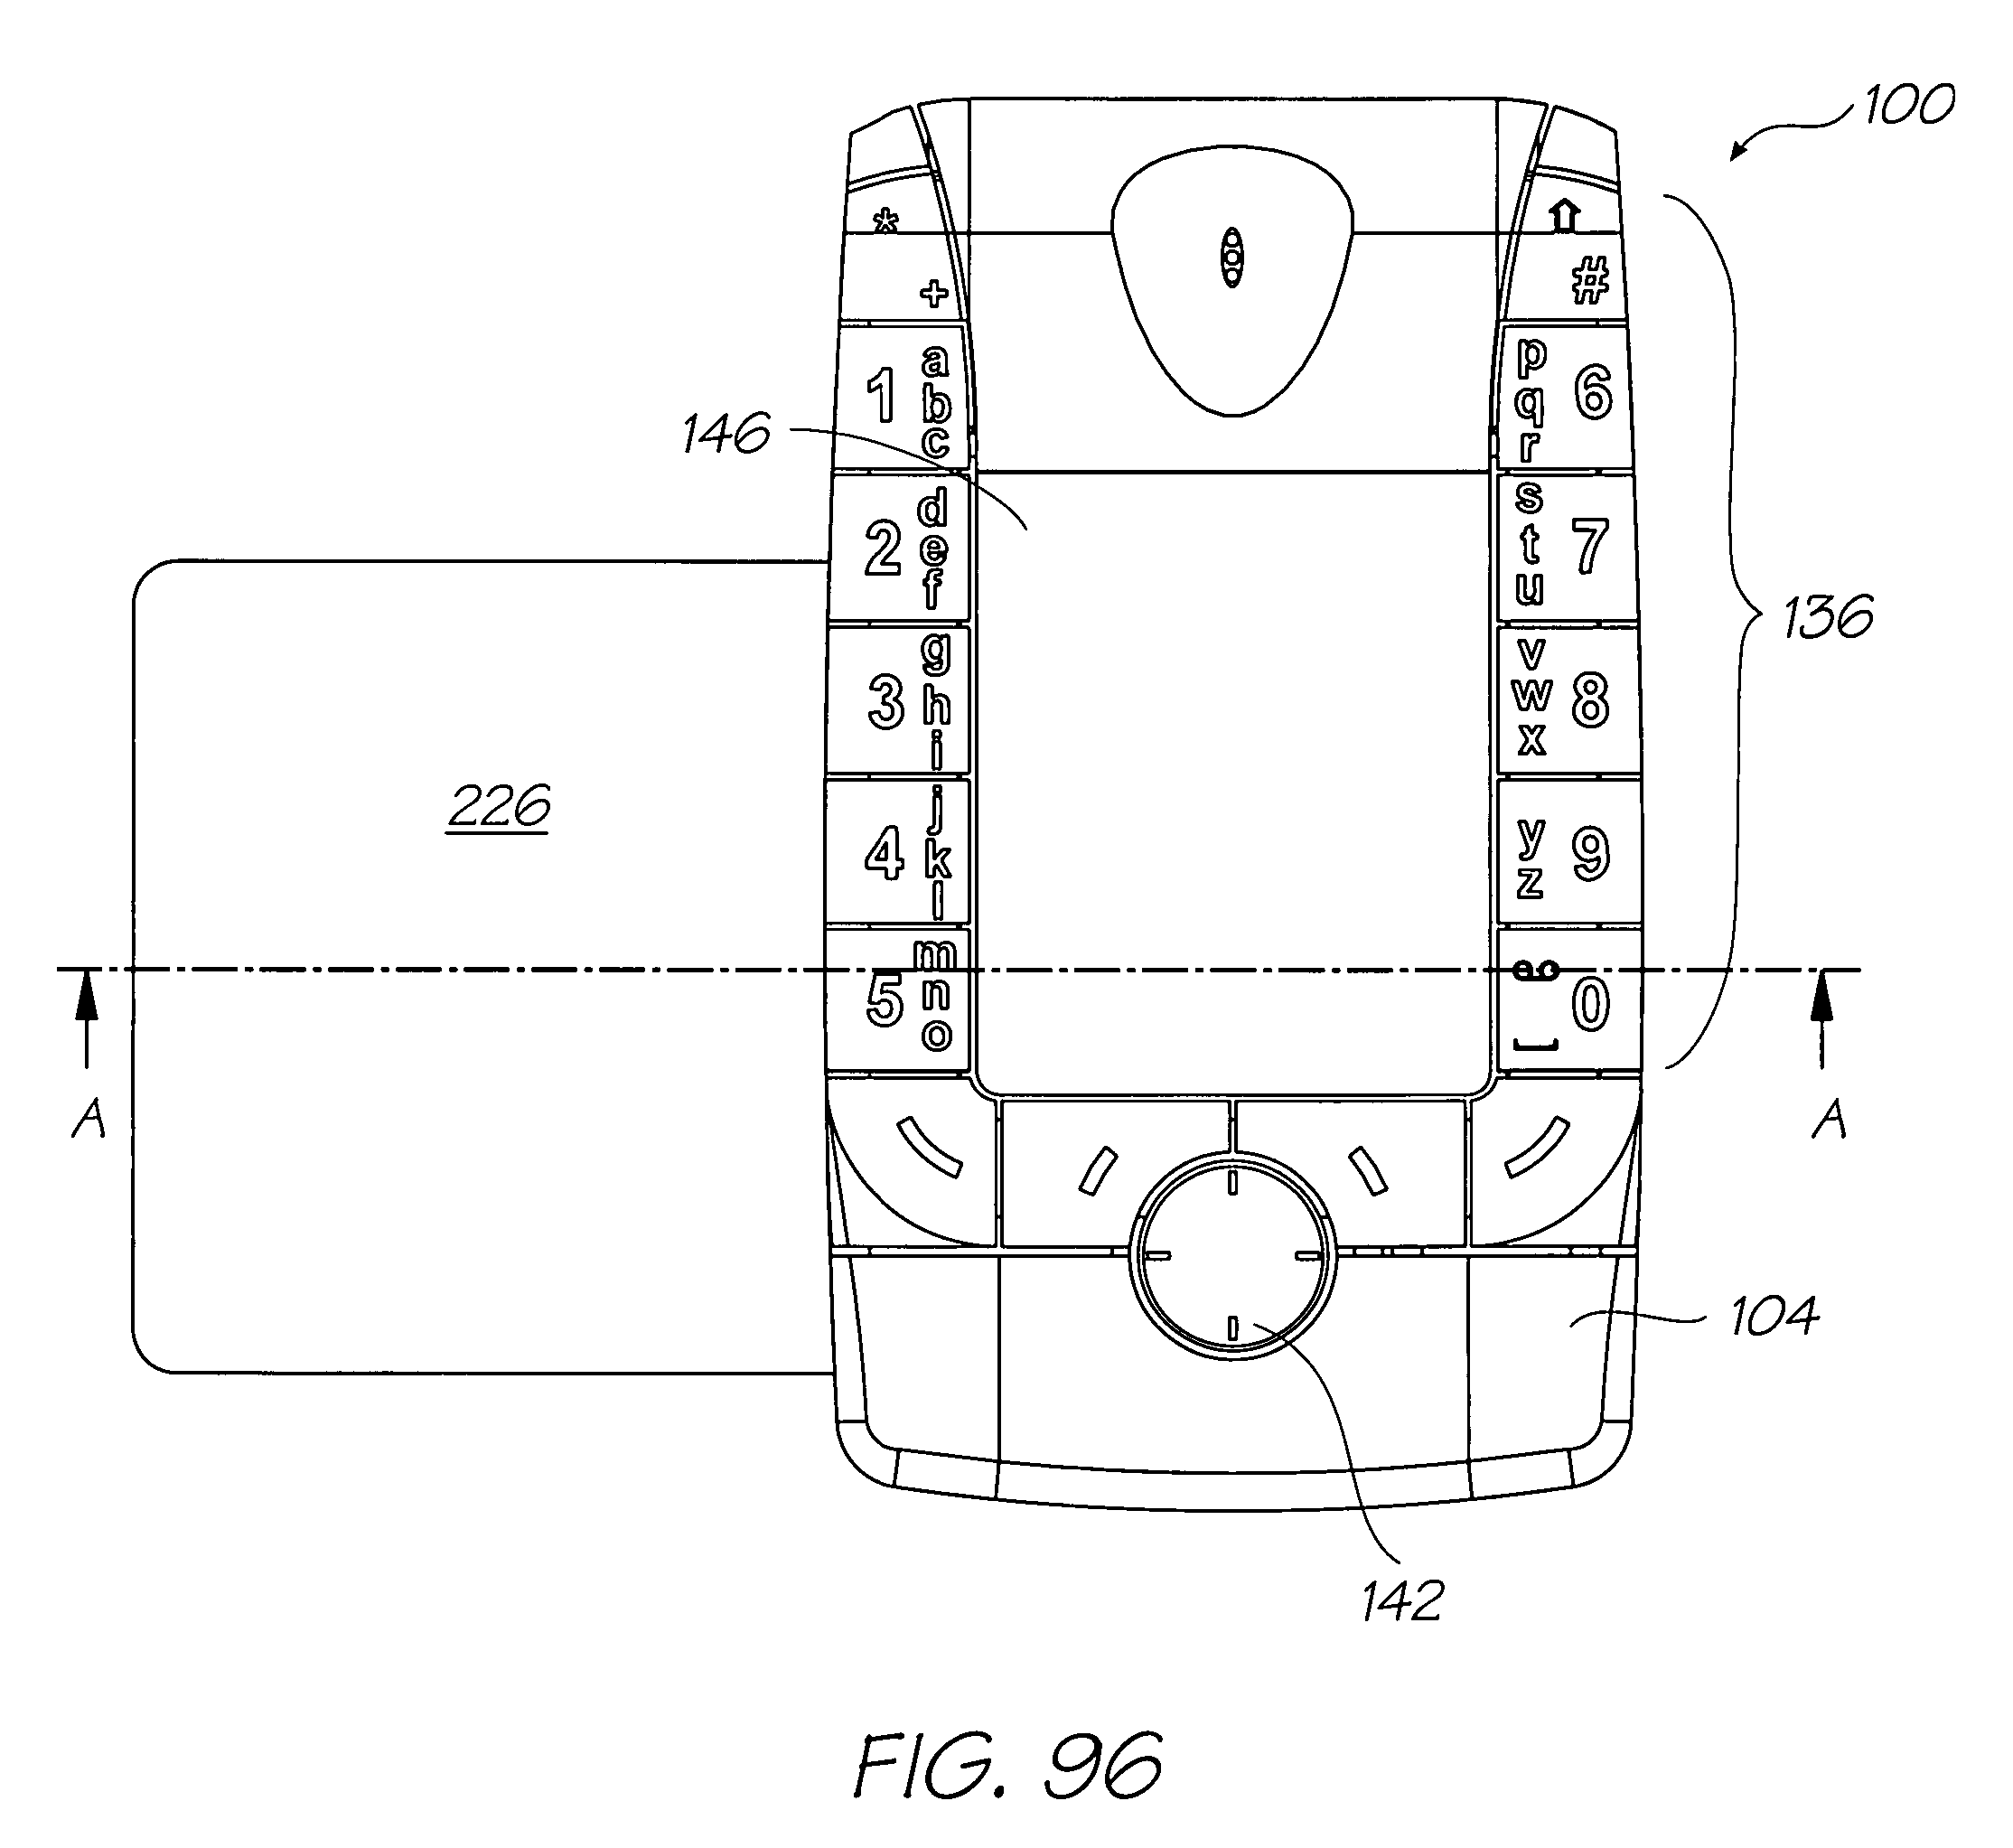 100
*
+
#
1 a b c
p q r 6
146
2 d e f
s t u 7
136
3 g h i
v w x 8
226
4 j k l
y z 9
5 m n o
0
A
A
104
142
FIG. 96